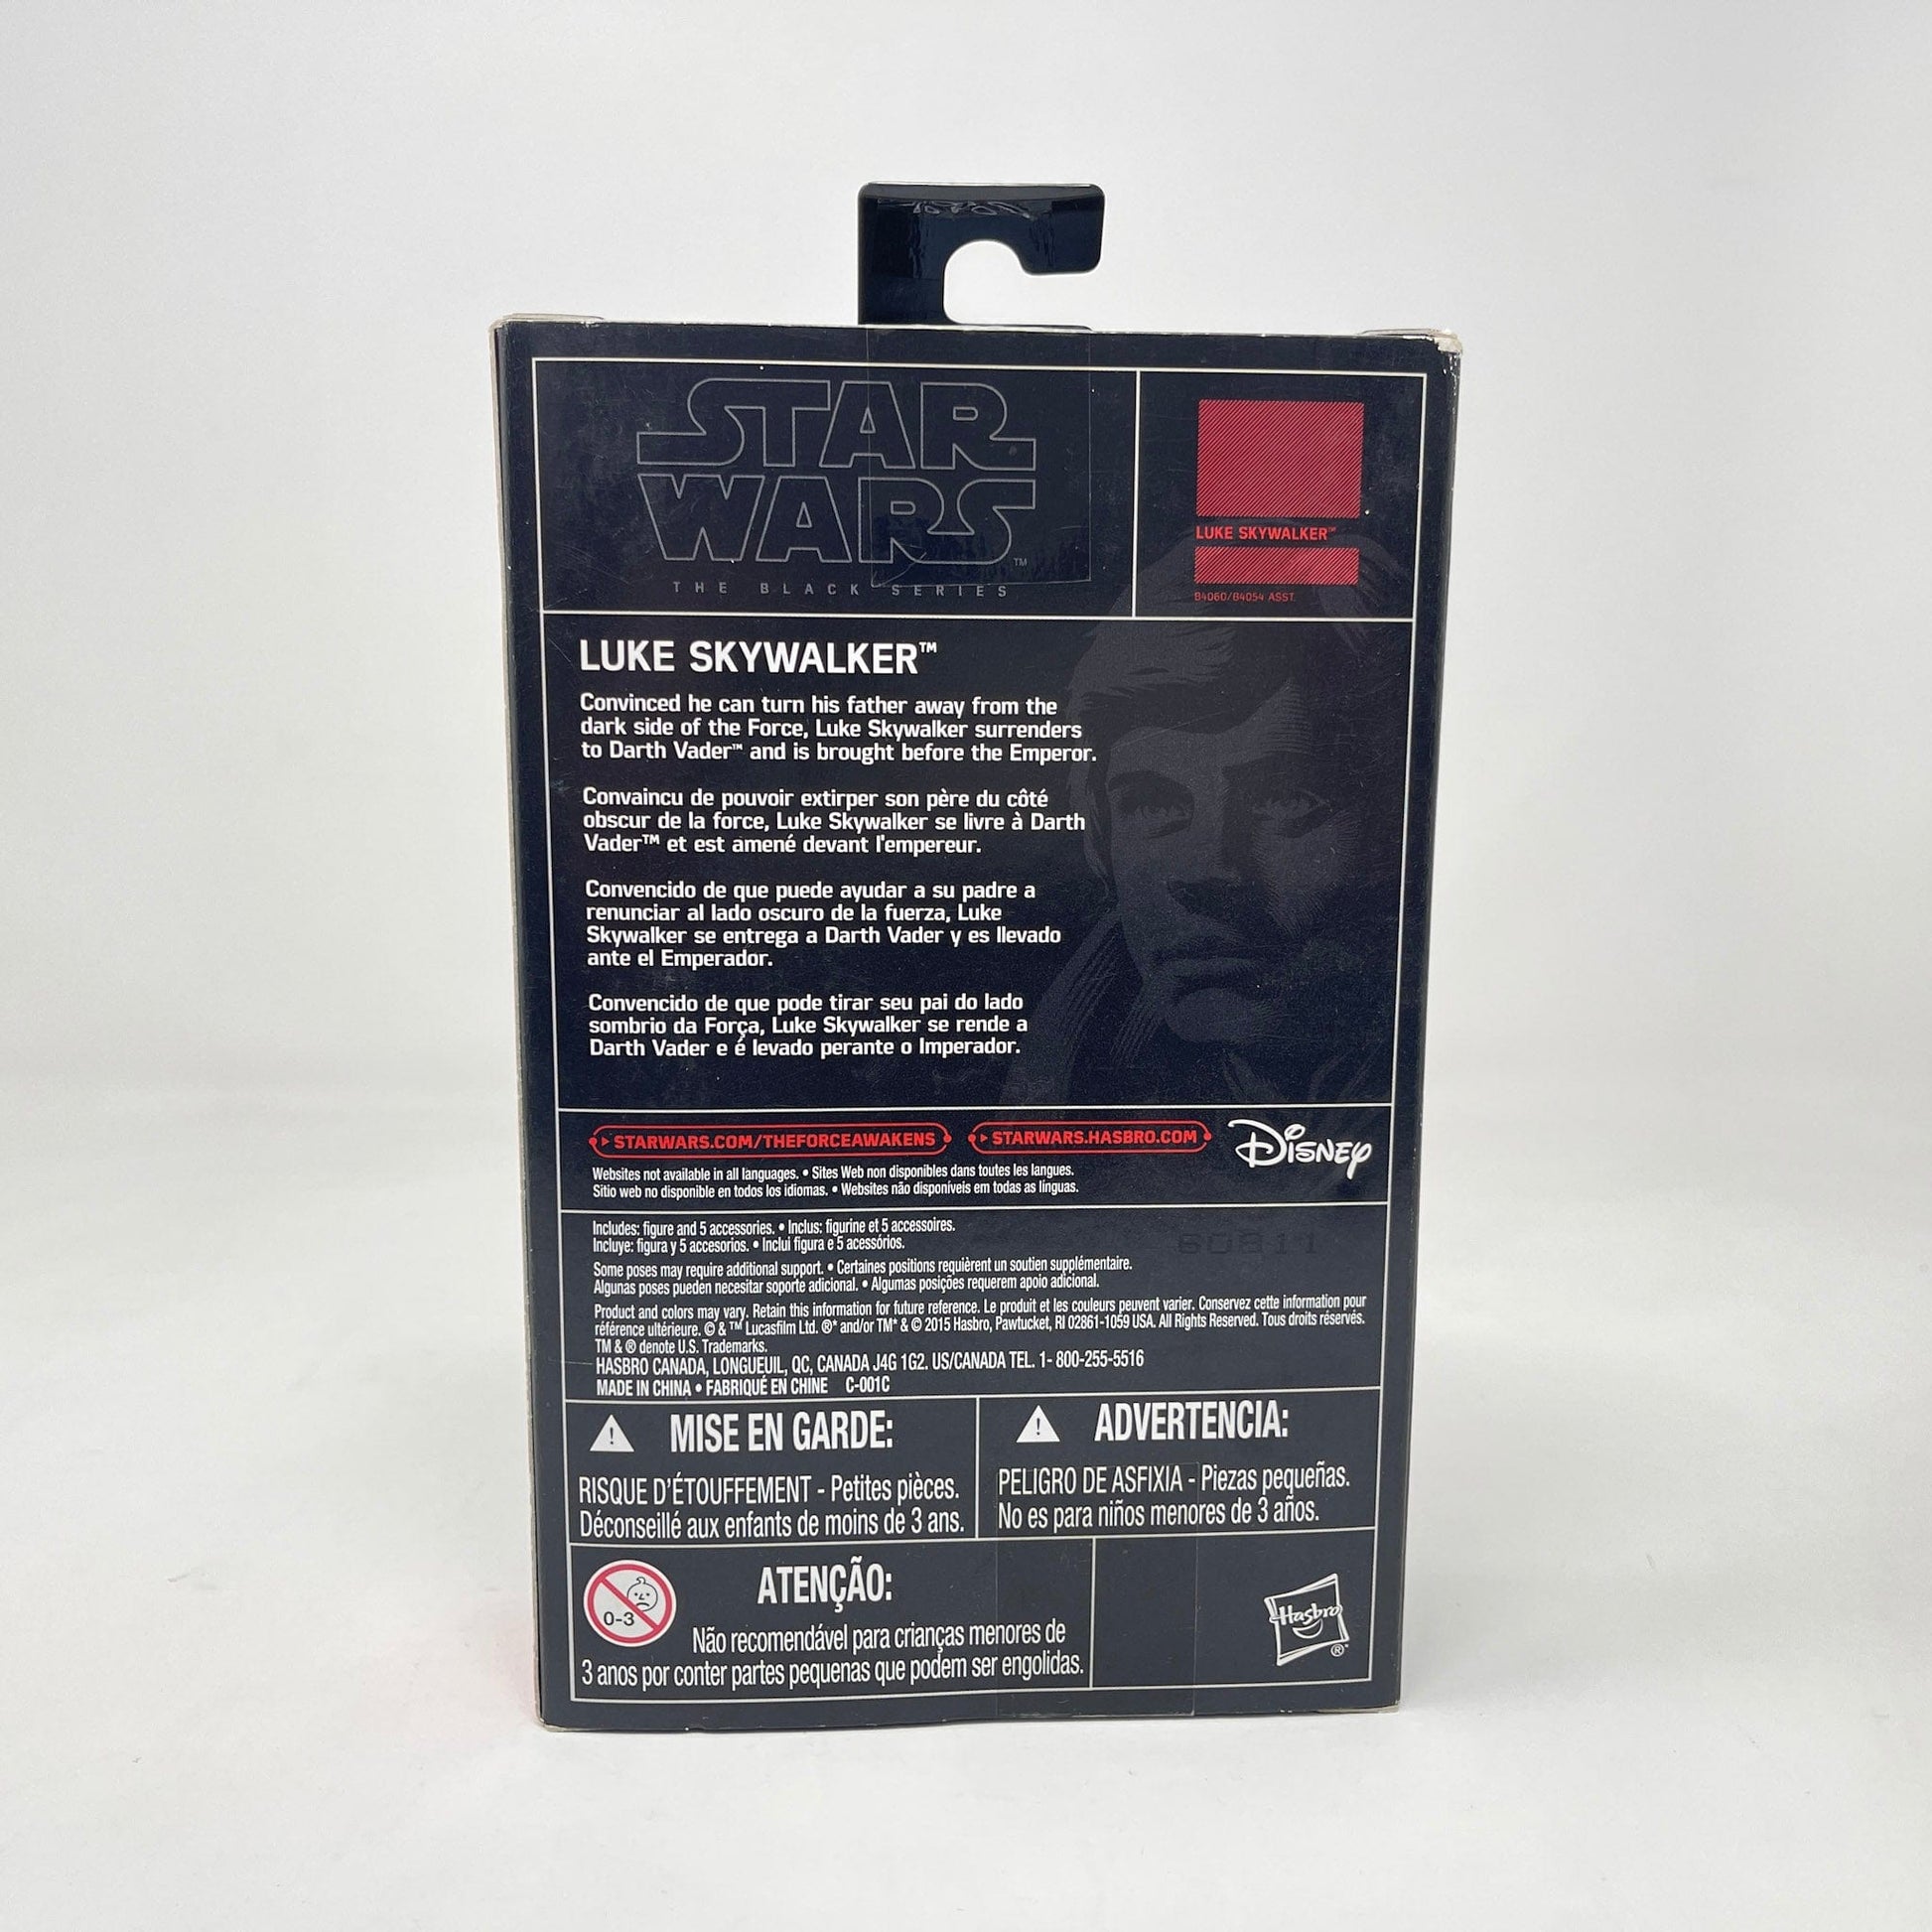 STAR
WARS™
THE BLACK SERIES
LUKE SKYWALKER™
B4060/B4054 ASST.
LUKE SKYWALKER™
Convinced he can turn his father away from the
dark side of the Force, Luke Skywalker surrenders
to Darth Vader™ and is brought before the Emperor.
Convaincu de pouvoir extirper son père du côté
obscur de la force, Luke Skywalker se livre à Darth
Vader™ et est amené devant l'empereur.
Convencido de que puede ayudar a su padre a
renunciar al lado oscuro de la fuerza, Luke
Skywalker se entrega a Darth Vader y es llevado
ante el Emperador.
Convencido de que pode tirar seu pai do lado
sombrio da Força, Luke Skywalker se rende a
Darth Vader e é levado perante o Imperador.
STARWARS.COM/THEFORCEAWAKENS
STARWARS.HASBRO.COM
Disney
Websites not available in all languages. • Sites Web non disponibles dans toutes les langues.
Sitio web no disponible en todos los idiomas. • Websites não disponíveis em todas as línguas.
Includes: figure and 5 accessories. • Inclus: figurine et 5 accessoires.
Incluye: figura y 5 accesorios. • Inclui figura e 5 acessórios.
60811
Some poses may require additional support. • Certaines positions requièrent un soutien supplémentaire.
Algunas poses pueden necesitar soporte adicional. • Algumas posições requerem apoio adicional.
Product and colors may vary. Retain this information for future reference. Le produit et les couleurs peuvent varier. Conservez cette information pour
référence ultérieure. © & ™ Lucasfilm Ltd. ®* and/or TM* & © 2015 Hasbro, Pawtucket, RI 02861-1059 USA. All Rights Reserved. Tous droits réservés.
TM & ® denote U.S. Trademarks.
HASBRO CANADA, LONGUEUIL, QC, CANADA J4G 1G2. US/CANADA TEL. 1- 800-255-5516
MADE IN CHINA • FABRIQUÉ EN CHINE C-001C
MISE EN GARDE:
RISQUE D'ÉTOUFFEMENT - Petites pièces.
Déconseillé aux enfants de moins de 3 ans.
ADVERTENCIA:
PELIGRO DE ASFIXIA - Piezas pequeñas.
No es para niños menores de 3 años.
0-3
ATENÇÃO:
Não recomendável para crianças menores de
3 anos por conter partes pequenas que podem ser engolidas.
Hasbro®